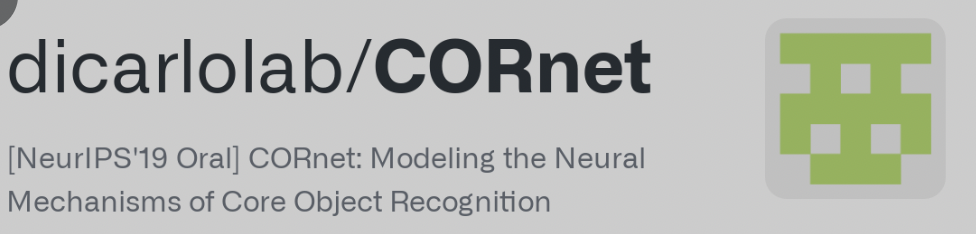 dicarlolab/CORnet
[NeurIPS'19 Oral] CORnet: Modeling the Neural
Mechanisms of Core Object Recognition